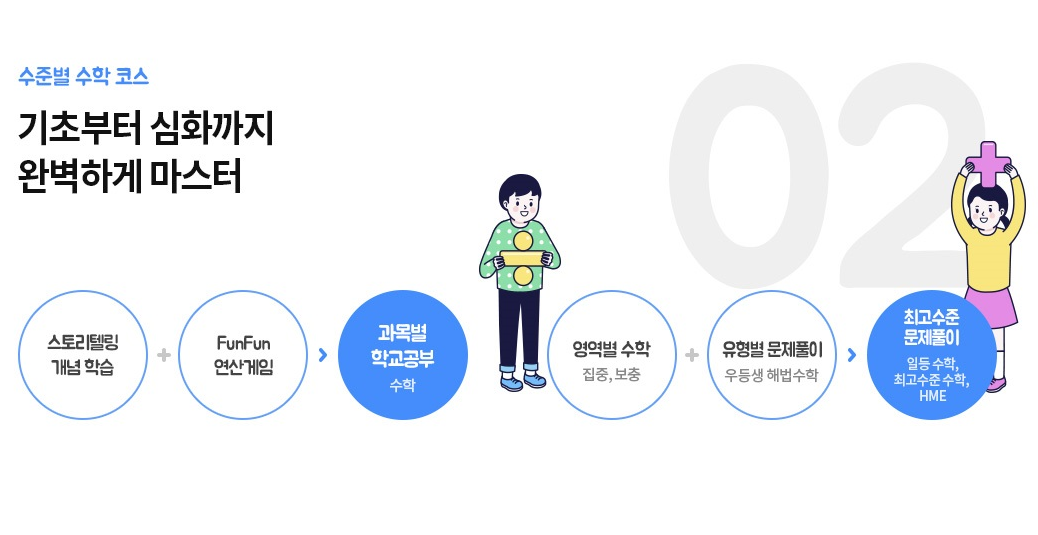 수준별 수학 코스
기초부터 심화까지
완벽하게 마스터
02
스토리텔링
개념 학습
+
FunFun
연산게임
>
과목별
학교공부
수학
영역별 수학
집중, 보충
+
유형별 문제풀이
우등생 해법수학
>
최고수준
문제풀이
일등 수학,
최고수준 수학,
HME